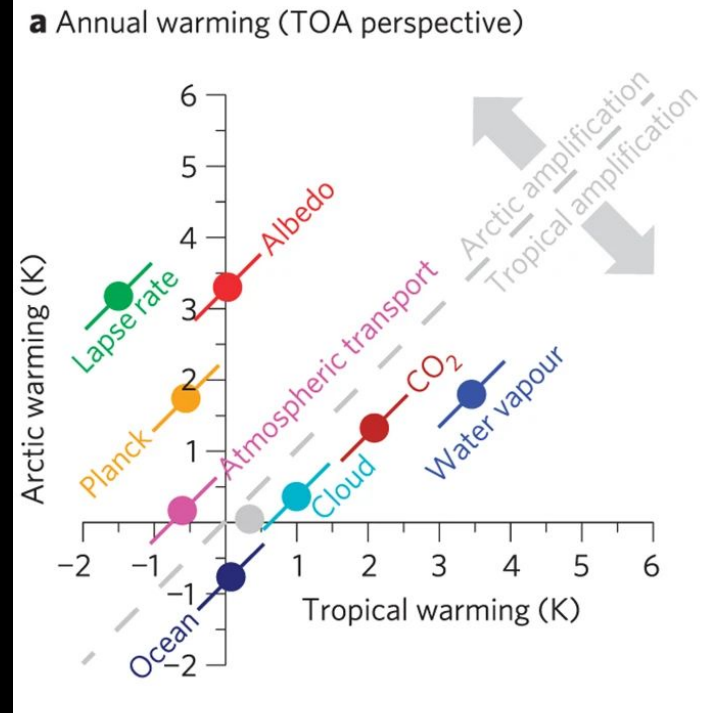 a Annual warming (TOA perspective)
6
5
4
3
2
1
−1
−2
Arctic warming (K)
−2
−1
1
2
3
4
5
6
Tropical warming (K)
Arctic amplification
Tropical amplification
Albedo
Lapse rate
Planck
Atmospheric transport
CO₂
Water vapour
Cloud
Ocean